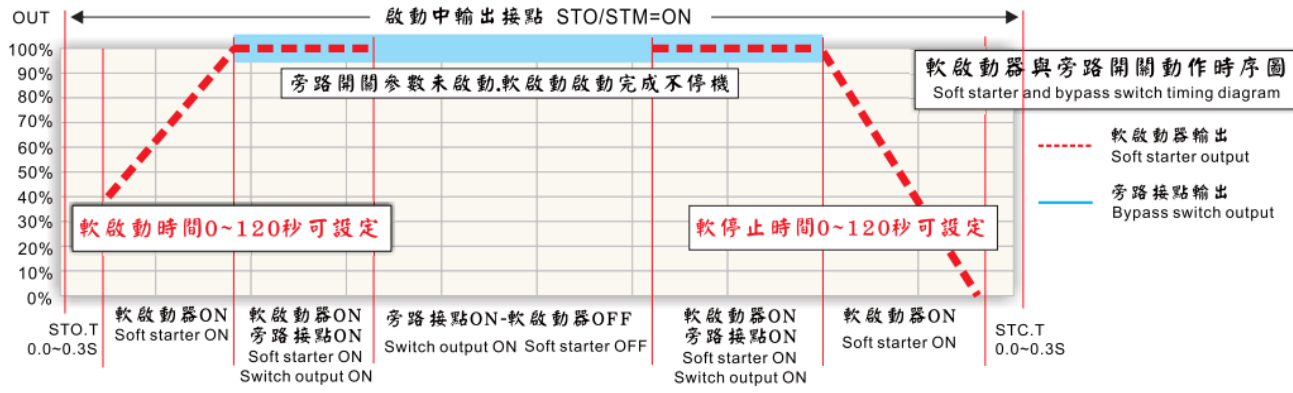 OUT
啟動中輸出接點 STO/STM=ON
100%
90%
80%
70%
60%
50%
40%
30%
20%
10%
0%
旁路開關參數未啟動.軟啟動啟動完成不停機
軟啟動器與旁路開關動作時序圖
Soft starter and bypass switch timing diagram
軟啟動器輸出
Soft starter output
旁路接點輸出
Bypass switch output
軟啟動時間0~120秒可設定
軟停止時間0~120秒可設定
STO.T
0.0~0.3S
軟啟動器ON
Soft starter ON
軟啟動器ON
旁路接點ON
Soft starter ON
Switch output ON
旁路接點ON-軟啟動器OFF
Switch output ON Soft starter OFF
軟啟動器ON
旁路接點ON
Soft starter ON
Switch output ON
軟啟動器ON
Soft starter ON
STC.T
0.0~0.3S